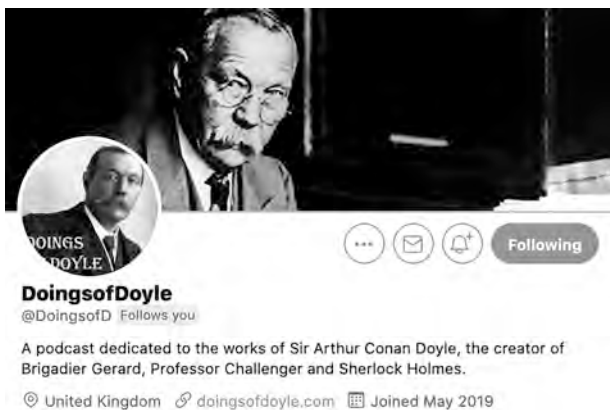 DOINGS
DOYLE
Following
DoingsofDoyle
@DoingsofD Follows you
A podcast dedicated to the works of Sir Arthur Conan Doyle, the creator of
Brigadier Gerard, Professor Challenger and Sherlock Holmes.
United Kingdom doingsofdoyle.com Joined May 2019